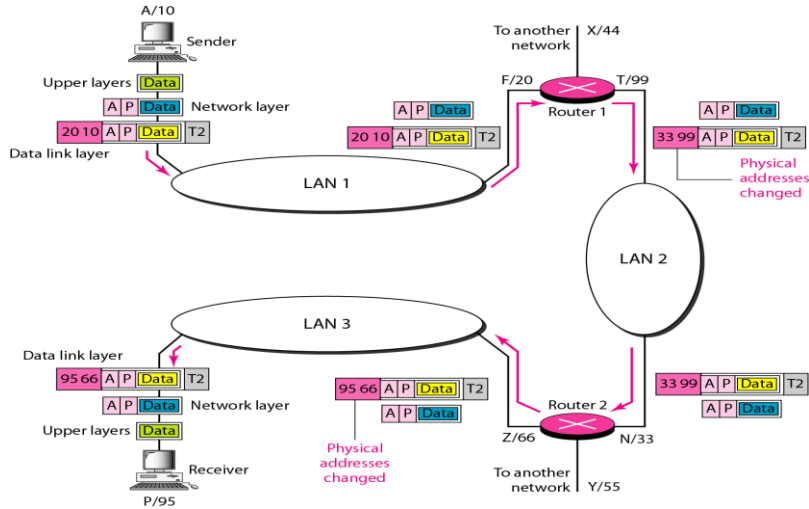 A/10
Sender
To another
network
X/44
Upper layers Data
F/20
T/99
A P Data Network layer
A P Data
Router 1
A P Data
20 10 A P Data T2
20 10 A P Data T2
33 99 A P Data T2
Data link layer
Physical
addresses
changed
LAN 1
LAN 2
LAN 3
Data link layer
95 66 A P Data T2
95 66 A P Data T2
Router 2
33 99 A P Data T2
A P Data Network layer
A P Data
A P Data
Upper layers Data
Z/66
N/33
Physical
addresses
changed
Receiver
To another
network
Y/55
P/95